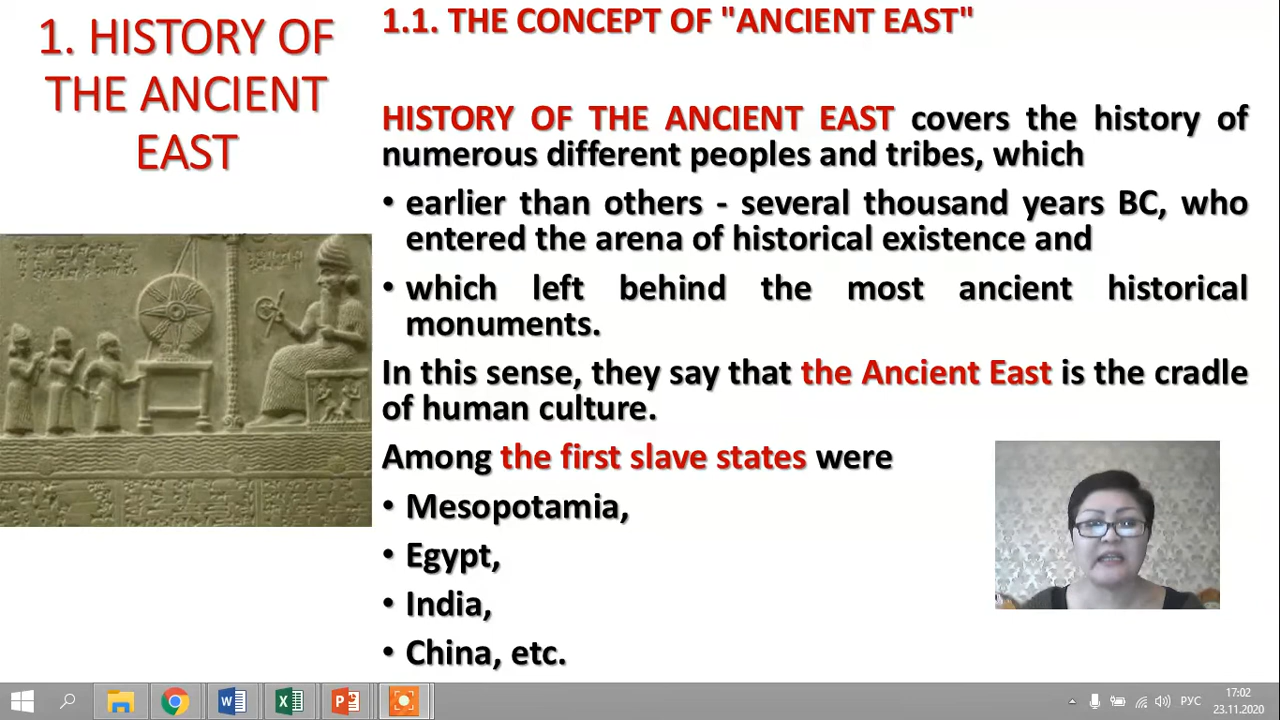 1. HISTORY OF
THE ANCIENT
EAST
1.1. THE CONCEPT OF "ANCIENT EAST"
HISTORY OF THE ANCIENT EAST covers the history of
numerous different peoples and tribes, which
• earlier than others - several thousand years BC, who
entered the arena of historical existence and
• which left behind the most ancient historical
monuments.
In this sense, they say that the Ancient East is the cradle
of human culture.
Among the first slave states were
• Mesopotamia,
• Egypt,
• India,
• China, etc.
РУС
17:02
23.11.2020